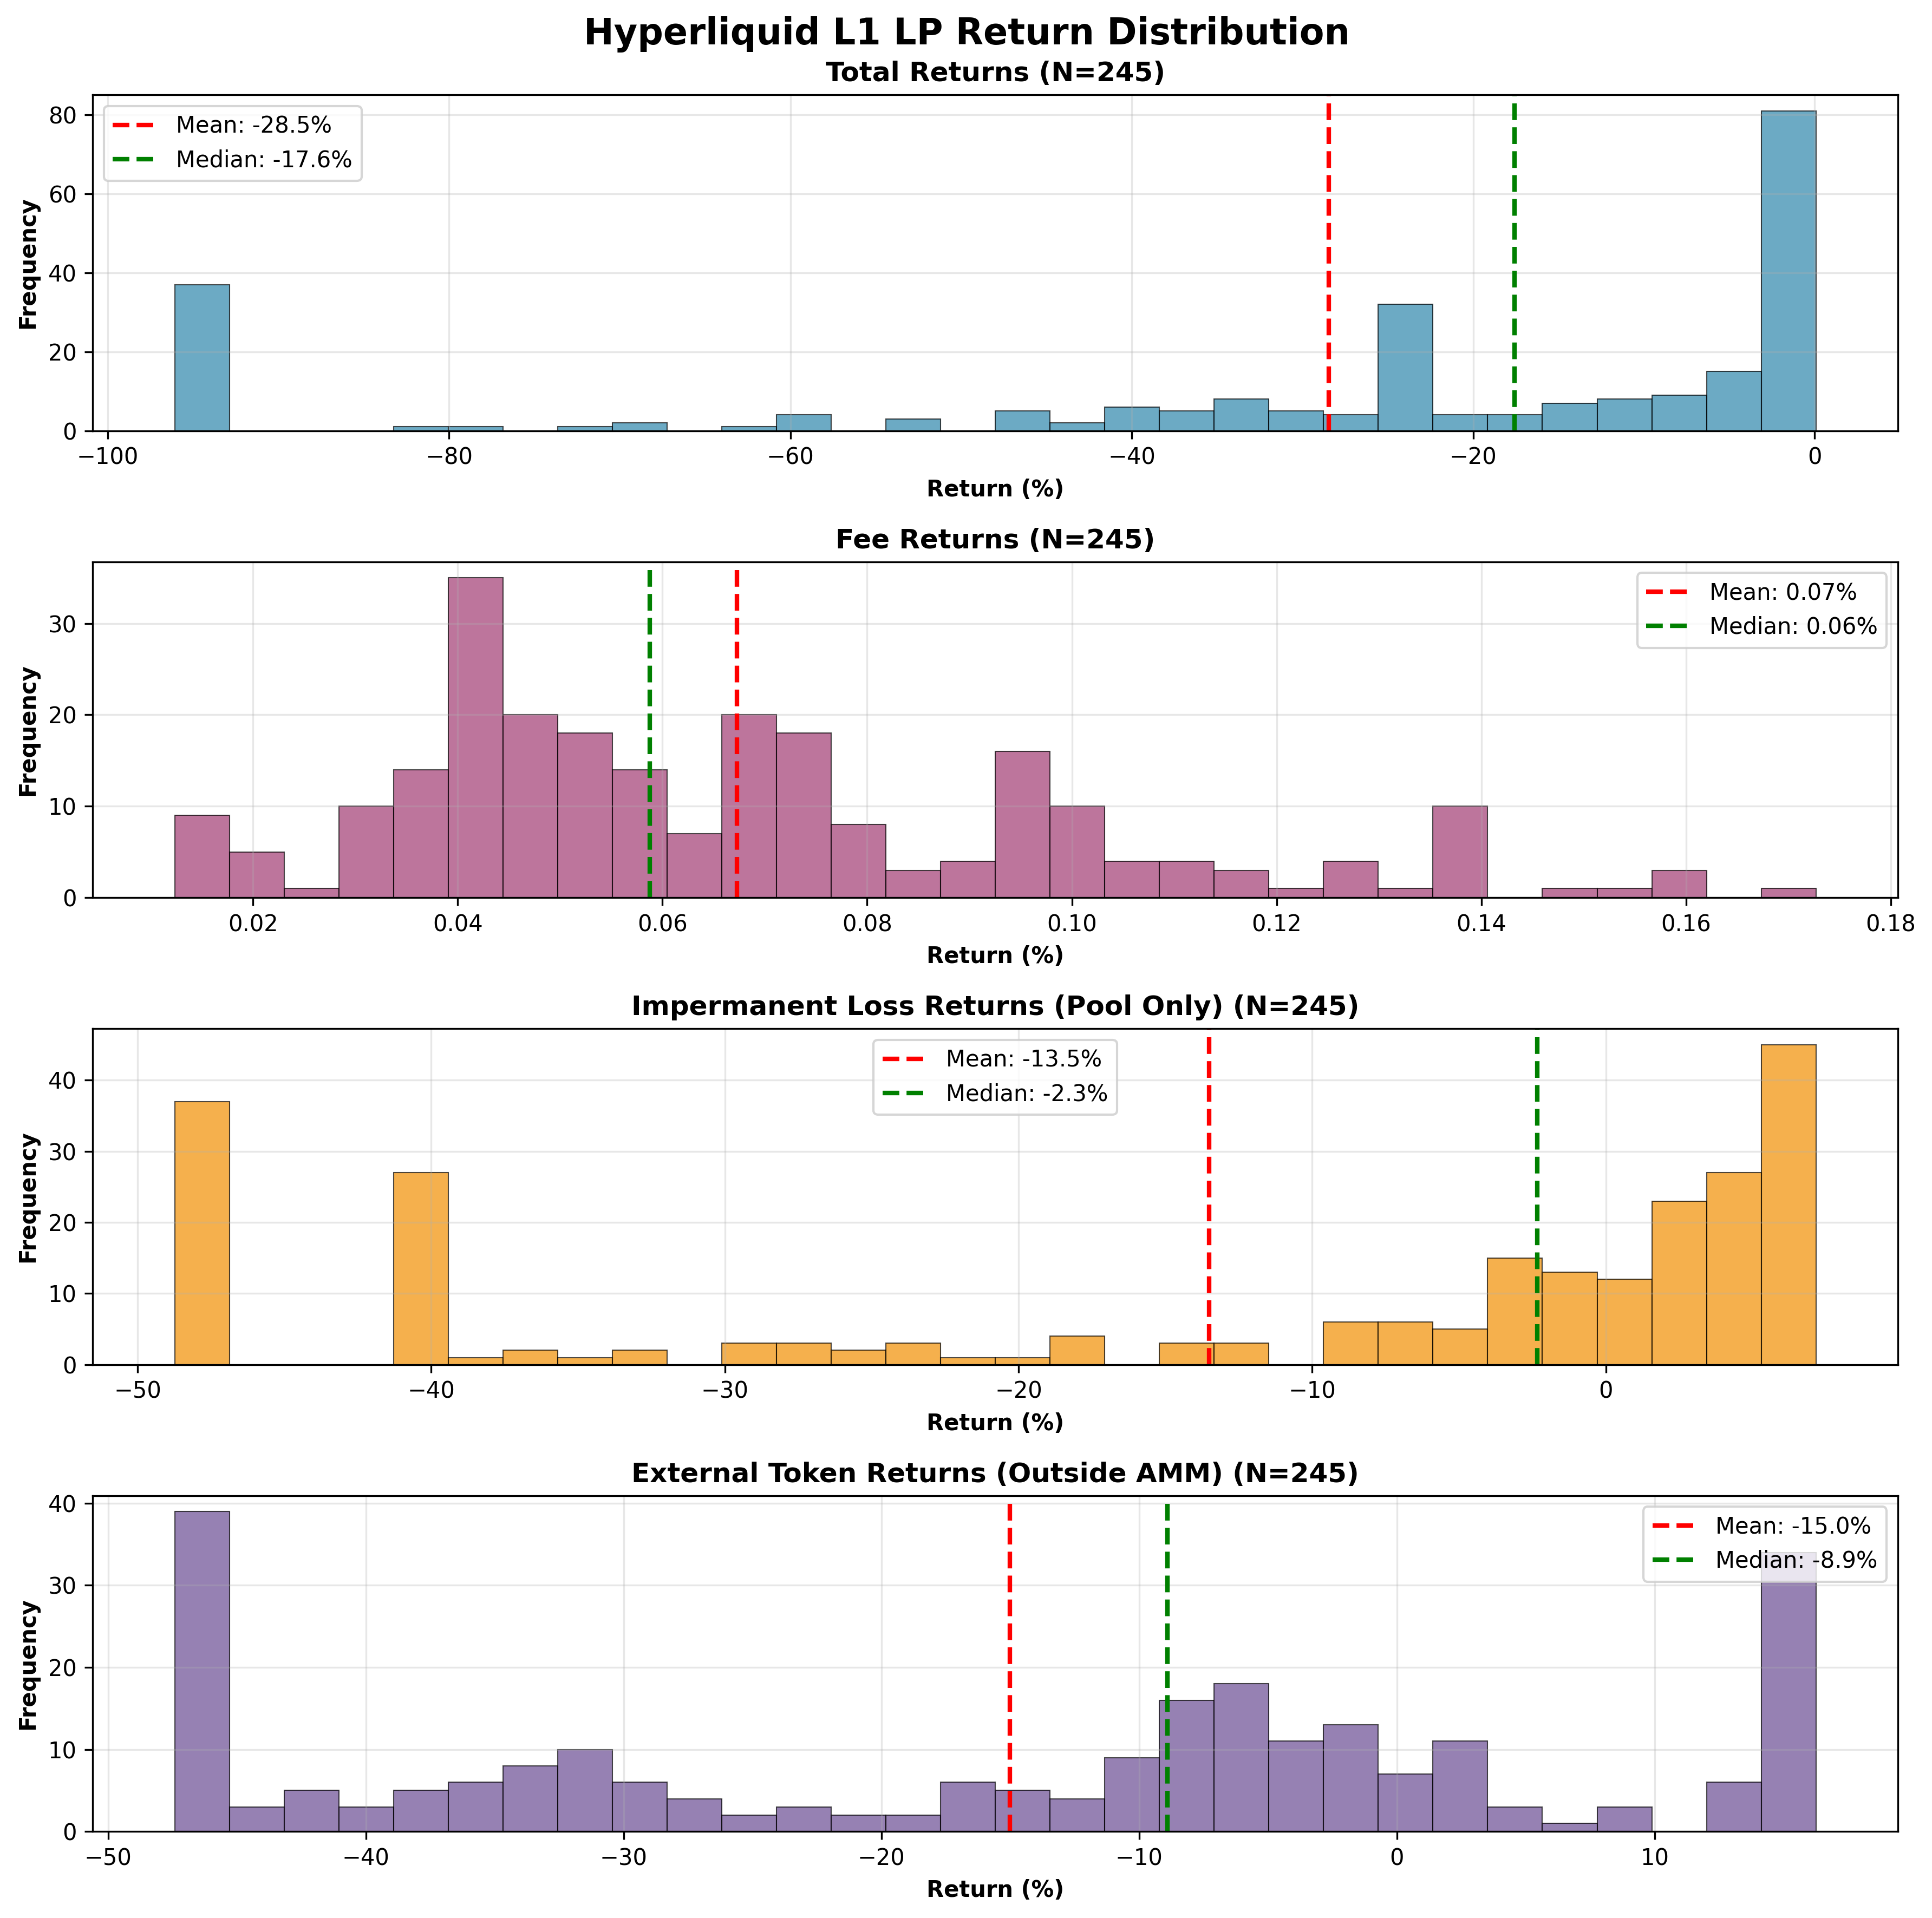 Hyperliquid L1 LP Return Distribution
Total Returns (N=245)
Mean: -28.5%
Median: -17.6%
Frequency
80
60
40
20
0
−100 −80 −60 −40 −20 0
Return (%)
Fee Returns (N=245)
Mean: 0.07%
Median: 0.06%
Frequency
30
20
10
0
0.02 0.04 0.06 0.08 0.10 0.12 0.14 0.16 0.18
Return (%)
Impermanent Loss Returns (Pool Only) (N=245)
Mean: -13.5%
Median: -2.3%
Frequency
40
30
20
10
0
−50 −40 −30 −20 −10 0
Return (%)
External Token Returns (Outside AMM) (N=245)
Mean: -15.0%
Median: -8.9%
Frequency
40
30
20
10
0
−50 −40 −30 −20 −10 0 10
Return (%)